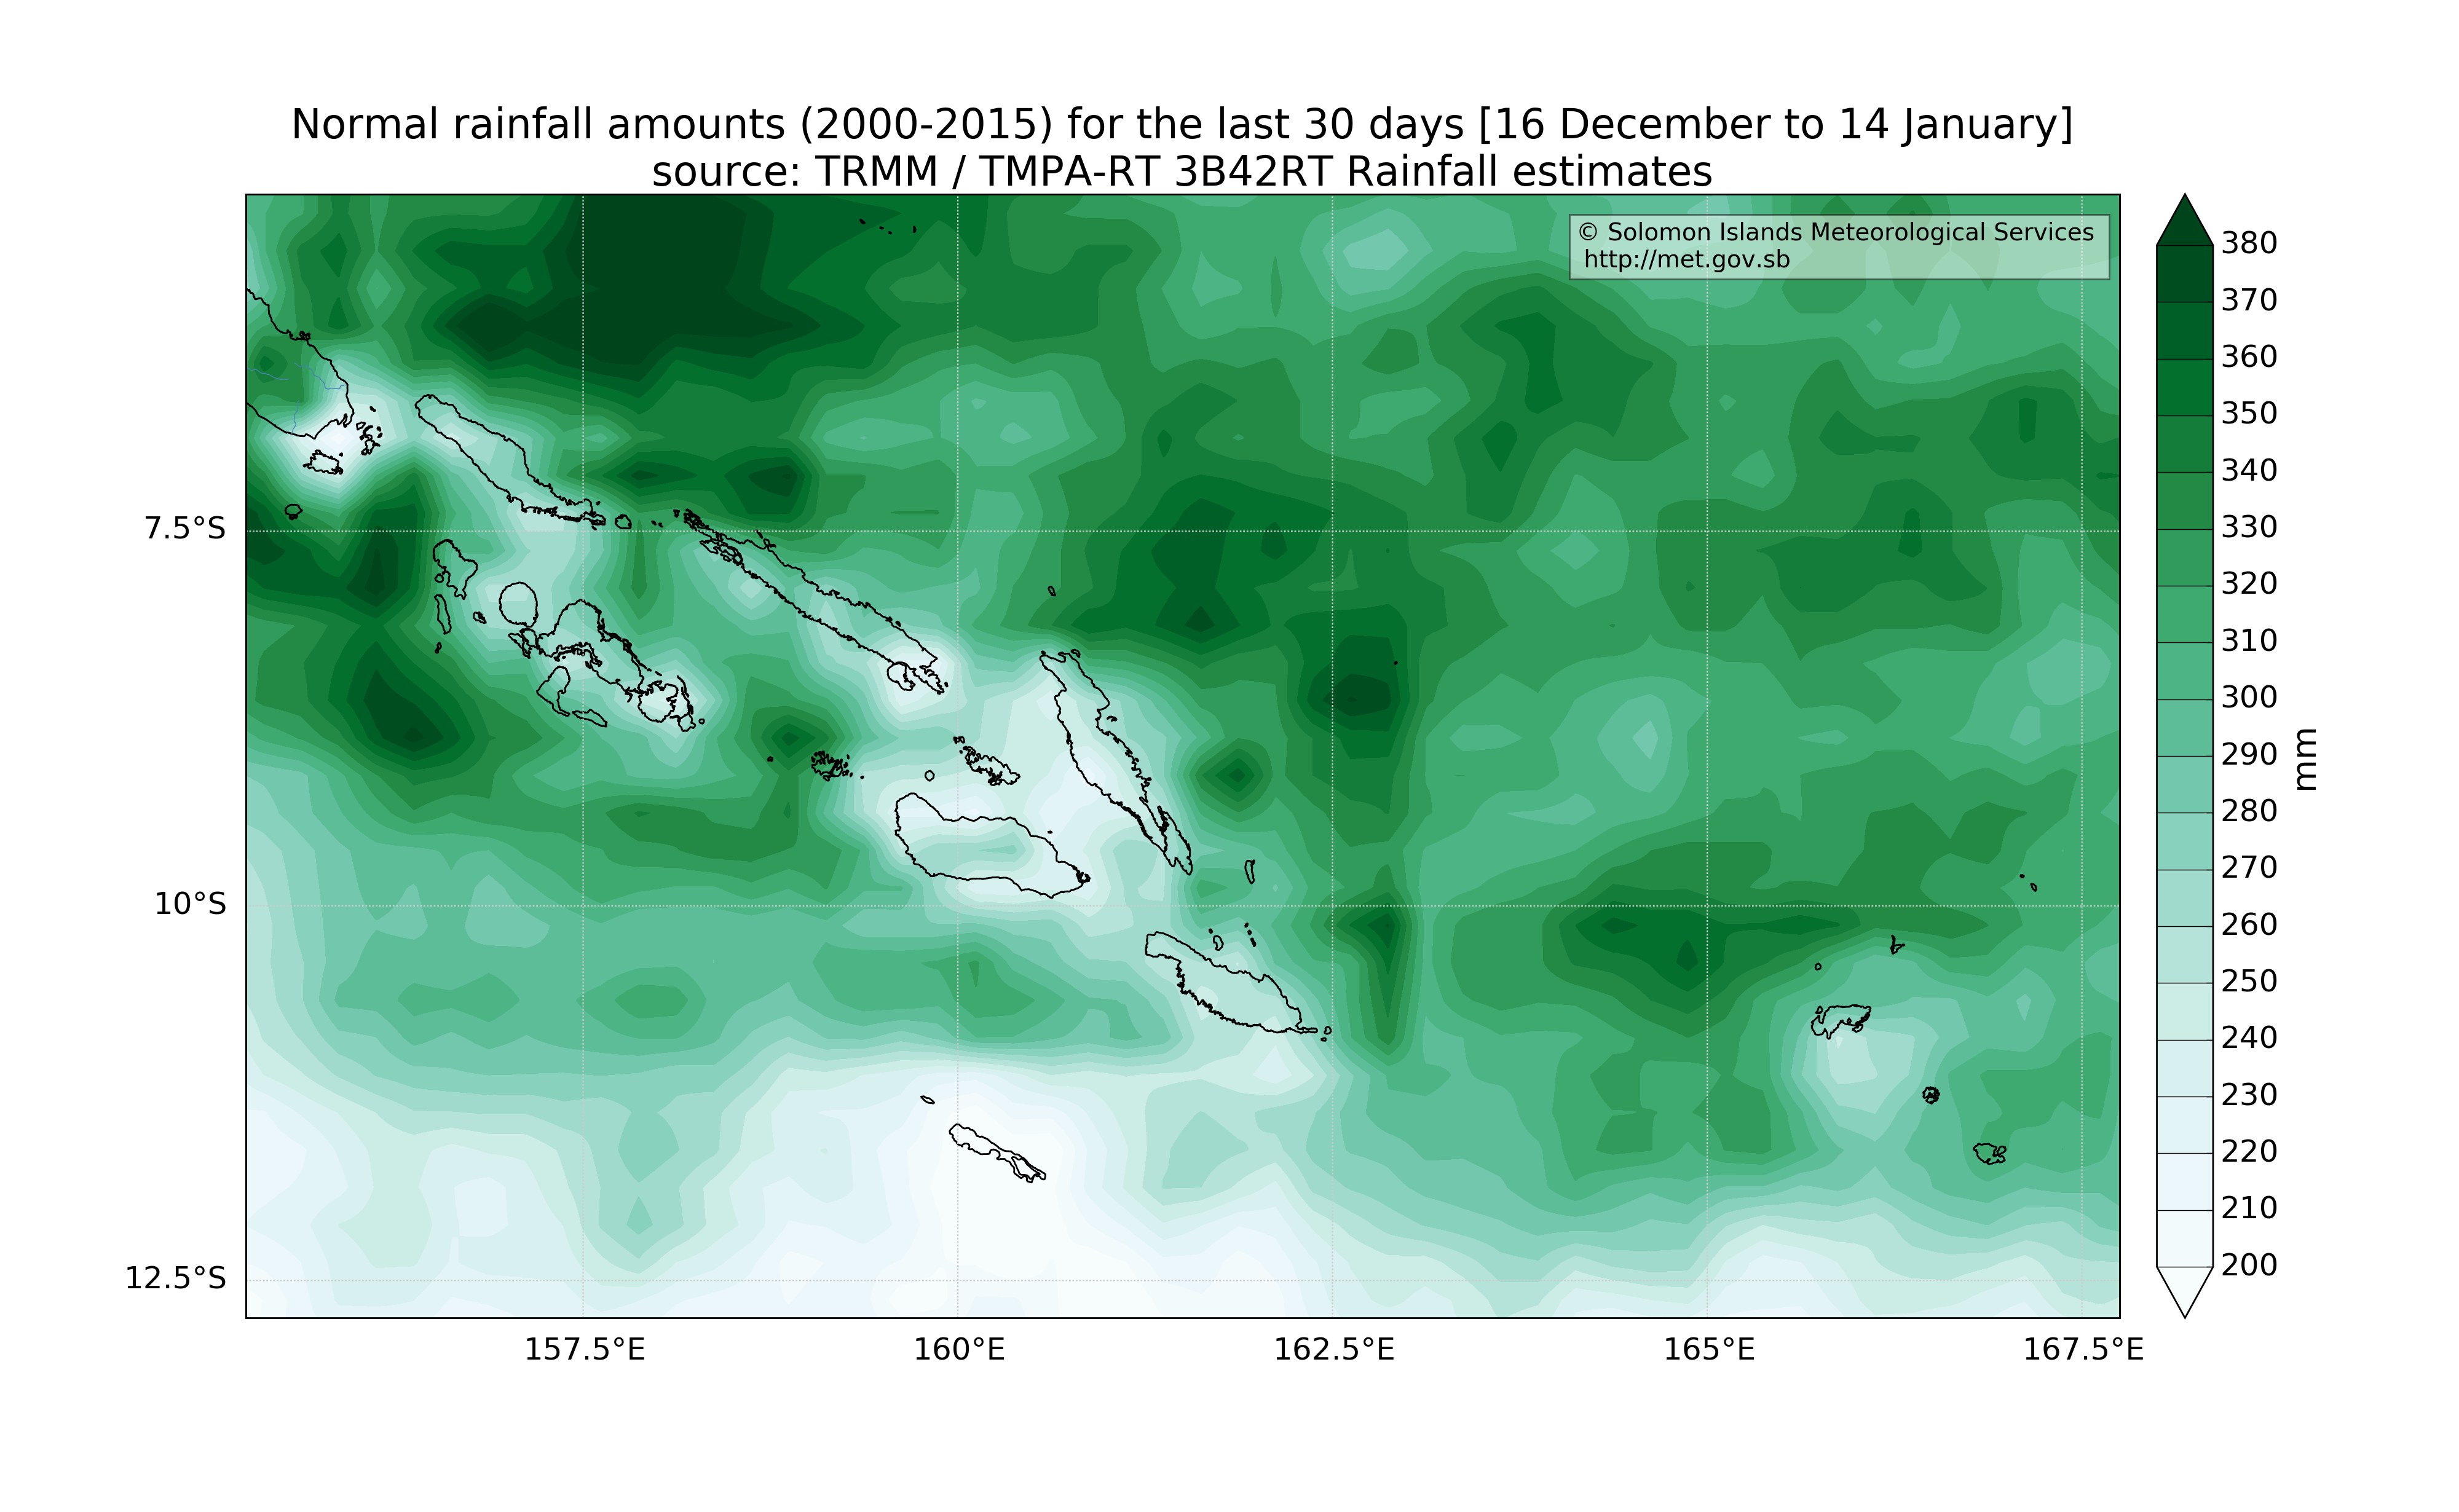 Normal rainfall amounts (2000-2015) for the last 30 days [16 December to 14 January]
source: TRMM / TMPA-RT 3B42RT Rainfall estimates
© Solomon Islands Meteorological Services
http://met.gov.sb
7.5°S
10°S
12.5°S
157.5°E
160°E
162.5°E
165°E
167.5°E
380
370
360
350
340
330
320
310
300
290
280
270
260
250
240
230
220
210
200
mm